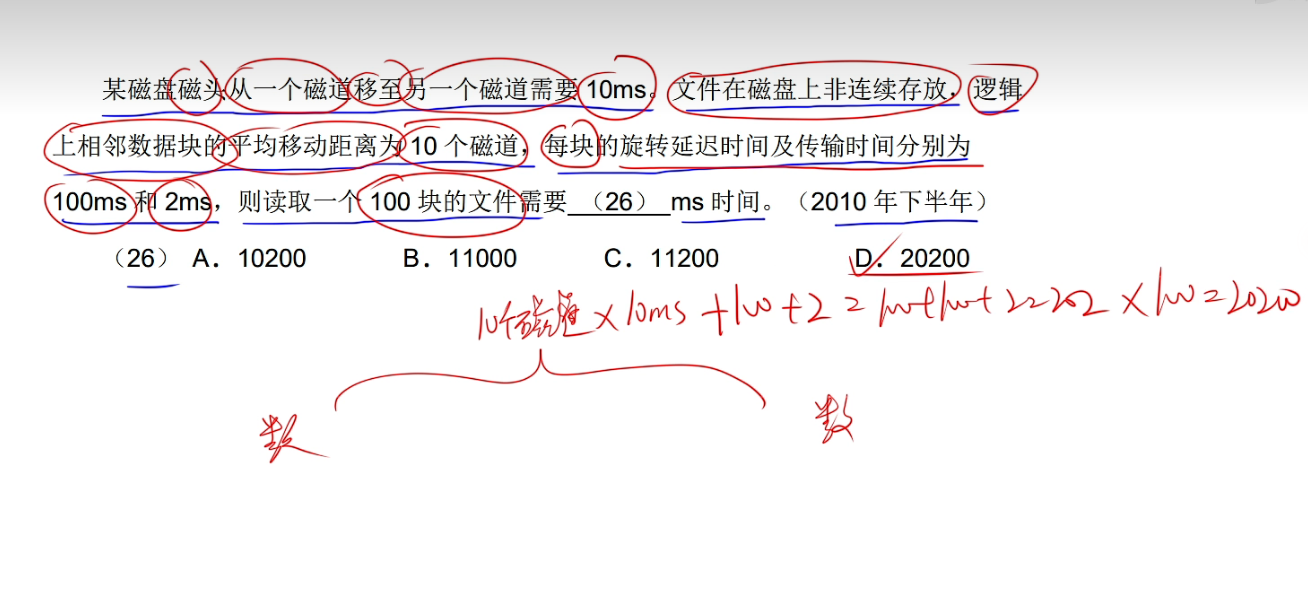 某磁盘磁头从一个磁道移至另一个磁道需要 10ms。文件在磁盘上非连续存放，逻辑
上相邻数据块的平均移动距离为 10 个磁道，每块的旋转延迟时间及传输时间分别为
100ms 和 2ms，则读取一个 100 块的文件需要 （26） ms 时间。（2010 年下半年）
（26） A．10200 B．11000 C．11200 D．20200
10个磁道 × 10ms + 100 + 2 = 100 + 100 + 2 = 202 × 100 = 20200
数 数